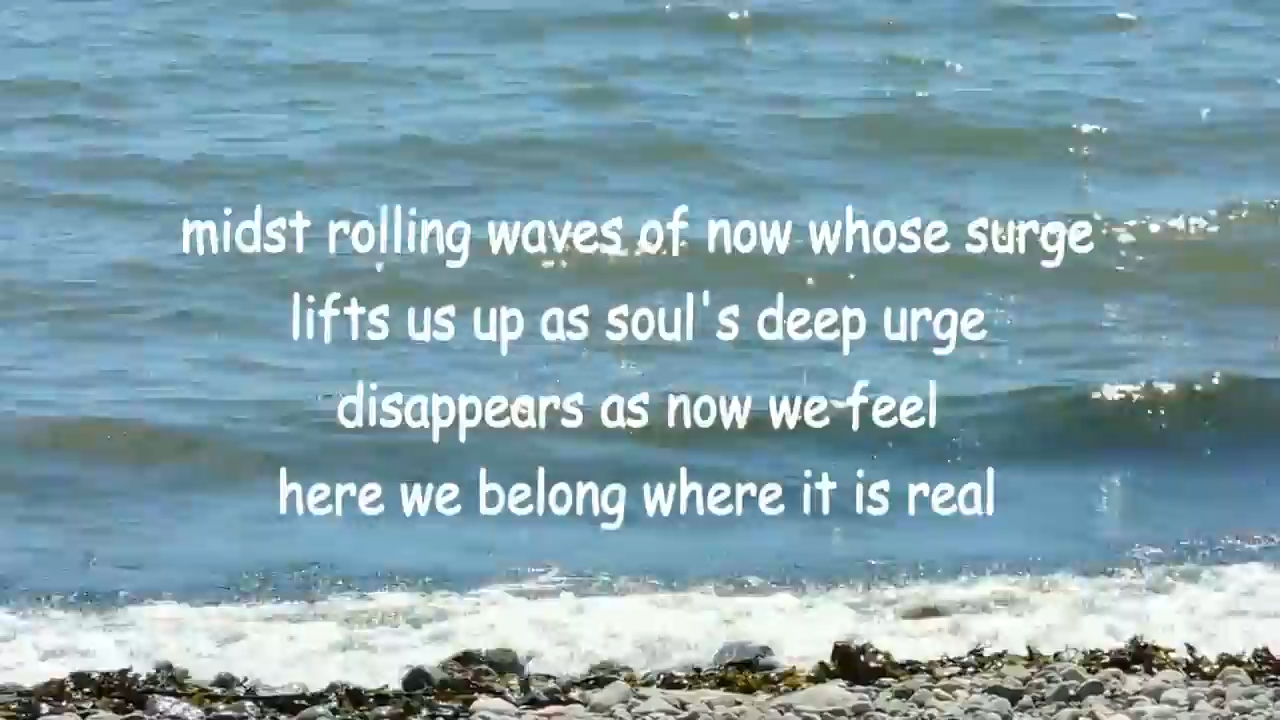 midst rolling waves of now whose surge
lifts us up as soul's deep urge
disappears as now we feel
here we belong where it is real